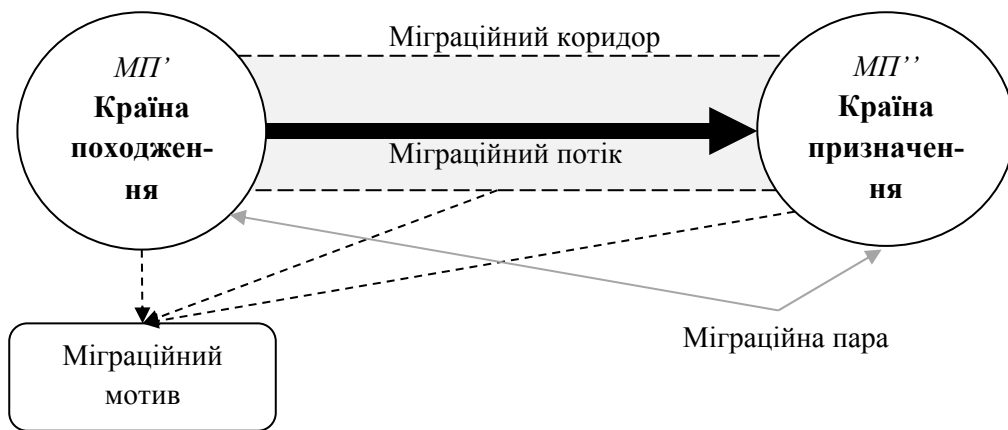 Міграційний коридор
МП’
Країна
походжен-
ня
МП’’
Країна
призначен-
ня
Міграційний потік
Міграційна пара
Міграційний
мотив